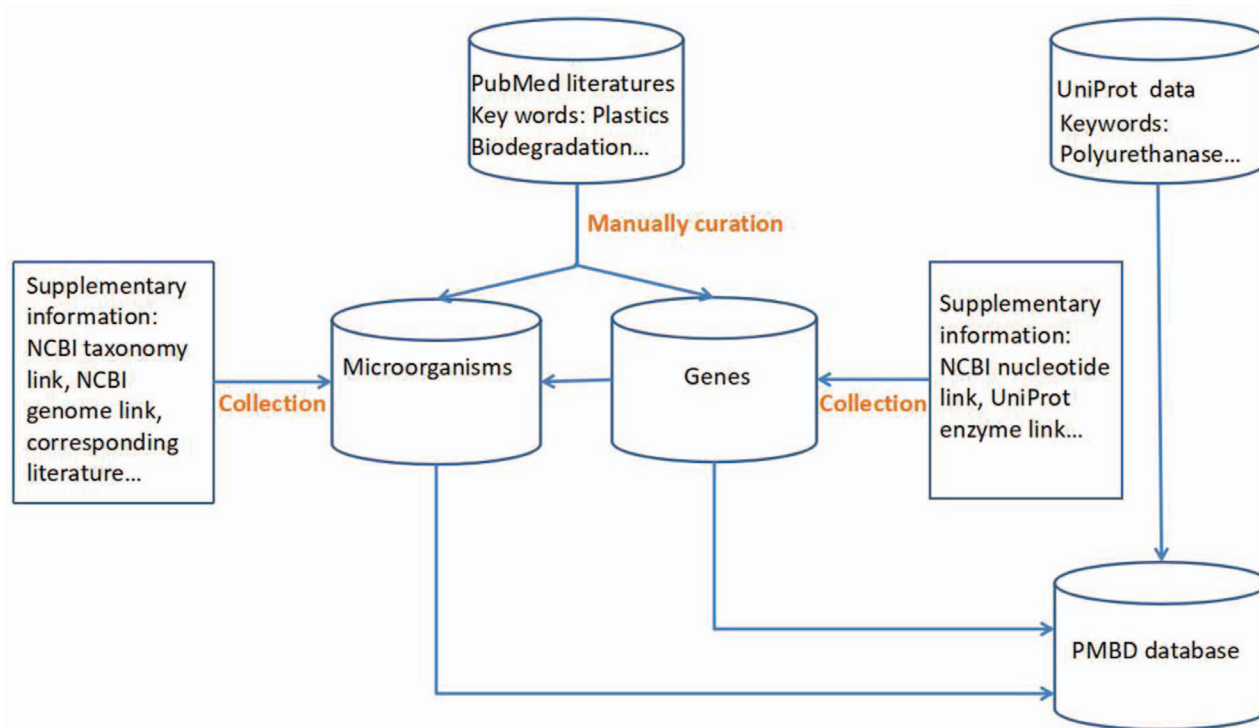 PubMed literatures
Key words: Plastics
Biodegradation...
UniProt data
Keywords:
Polyurethanase...
Manually curation
Supplementary
information:
NCBI taxonomy
link, NCBI
genome link,
corresponding
literature...
Collection
Microorganisms
Genes
Collection
Supplementary
information:
NCBI nucleotide
link, UniProt
enzyme link...
PMBD database